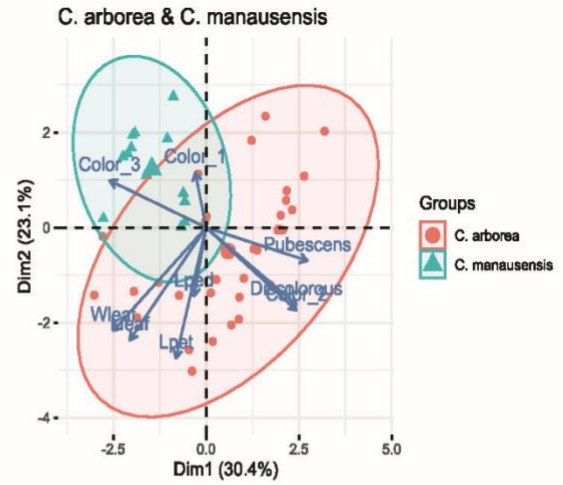 C. arborea & C. manausensis
Dim2 (23.1%)
2
0
-2
-4
Color_3
Color_1
Pubescens
Discolorous
Color_2
Lped
Wleaf
Lpet
-2.5
0.0
2.5
5.0
Dim1 (30.4%)
Groups
C. arborea
C. manausensis